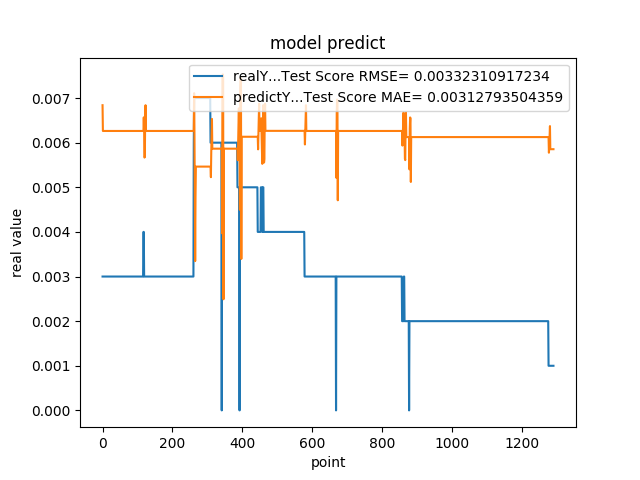 model predict
realY...Test Score RMSE= 0.00332310917234
predictY...Test Score MAE= 0.00312793504359
real value
0.007
0.006
0.005
0.004
0.003
0.002
0.001
0.000
0 200 400 600 800 1000 1200
point